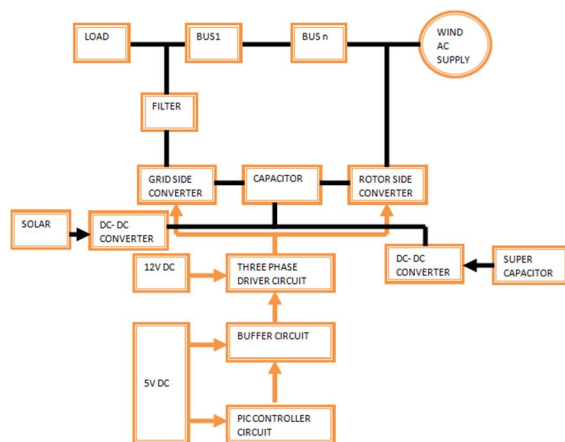 LOAD
BUS1
BUS n
WIND
AC
SUPPLY
FILTER
GRID SIDE
CONVERTER
CAPACITOR
ROTOR SIDE
CONVERTER
SOLAR
DC- DC
CONVERTER
12V DC
THREE PHASE
DRIVER CIRCUIT
DC- DC
CONVERTER
SUPER
CAPACITOR
BUFFER CIRCUIT
5V DC
PIC CONTROLLER
CIRCUIT